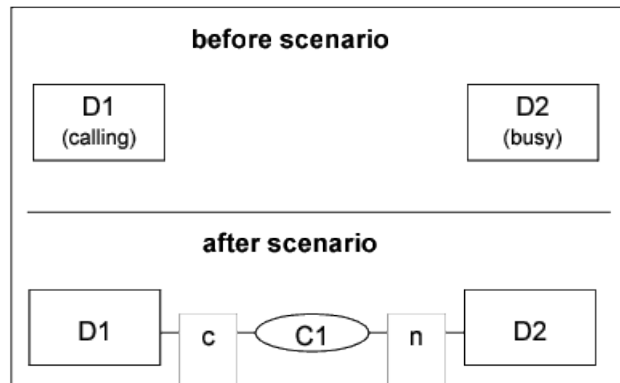 before scenario
D1
(calling)
D2
(busy)
after scenario
D1
c
C1
n
D2